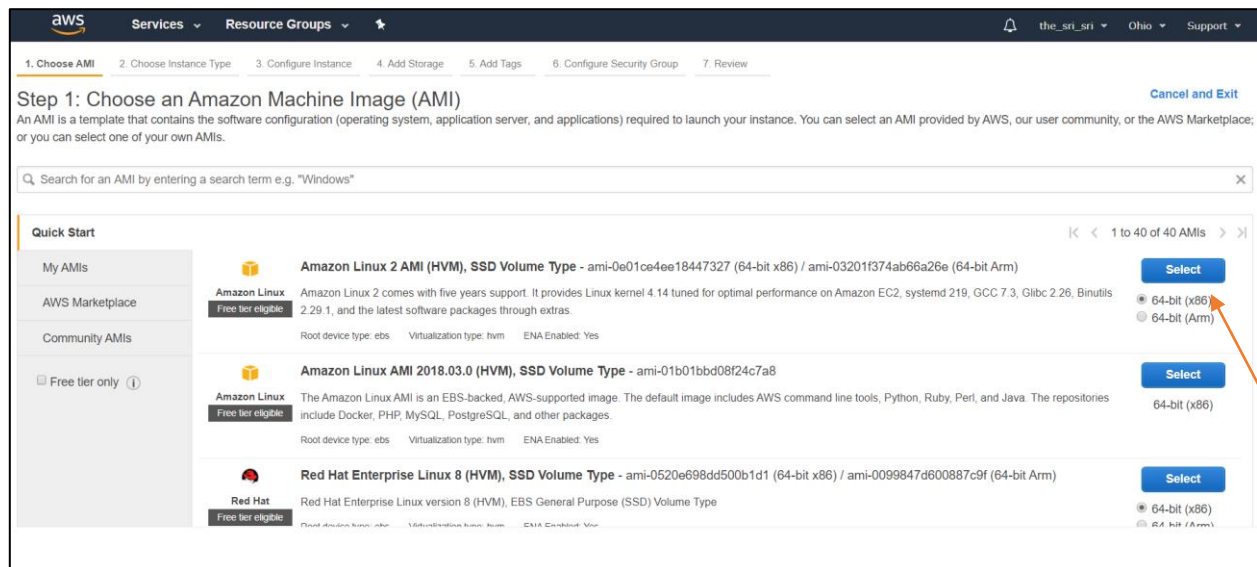 aws Services Resource Groups the_sri_sri Ohio Support
1. Choose AMI 2. Choose Instance Type 3. Configure Instance 4. Add Storage 5. Add Tags 6. Configure Security Group 7. Review
Step 1: Choose an Amazon Machine Image (AMI) Cancel and Exit
An AMI is a template that contains the software configuration (operating system, application server, and applications) required to launch your instance. You can select an AMI provided by AWS, our user community, or the AWS Marketplace;
or you can select one of your own AMIs.
Search for an AMI by entering a search term e.g. "Windows"
Quick Start
1 to 40 of 40 AMIs
My AMIs
AWS Marketplace
Community AMIs
Free tier only
Amazon Linux
Free tier eligible
Amazon Linux 2 AMI (HVM), SSD Volume Type - ami-0e01ce4ee18447327 (64-bit x86) / ami-03201f374ab66a26e (64-bit Arm)
Amazon Linux 2 comes with five years support. It provides Linux kernel 4.14 tuned for optimal performance on Amazon EC2, systemd 219, GCC 7.3, Glibc 2.26, Binutils
2.29.1, and the latest software packages through extras.
Root device type: ebs Virtualization type: hvm ENA Enabled: Yes
Select
64-bit (x86)
64-bit (Arm)
Amazon Linux
Free tier eligible
Amazon Linux AMI 2018.03.0 (HVM), SSD Volume Type - ami-01b01bbd08f24c7a8
The Amazon Linux AMI is an EBS-backed, AWS-supported image. The default image includes AWS command line tools, Python, Ruby, Perl, and Java. The repositories
include Docker, PHP, MySQL, PostgreSQL, and other packages.
Root device type: ebs Virtualization type: hvm ENA Enabled: Yes
Select
64-bit (x86)
Red Hat
Free tier eligible
Red Hat Enterprise Linux 8 (HVM), SSD Volume Type - ami-0520e698dd500b1d1 (64-bit x86) / ami-0099847d600887c9f (64-bit Arm)
Red Hat Enterprise Linux version 8 (HVM), EBS General Purpose (SSD) Volume Type
Root device type: ebs Virtualization type: hvm ENA Enabled: Yes
Select
64-bit (x86)
64-bit (Arm)